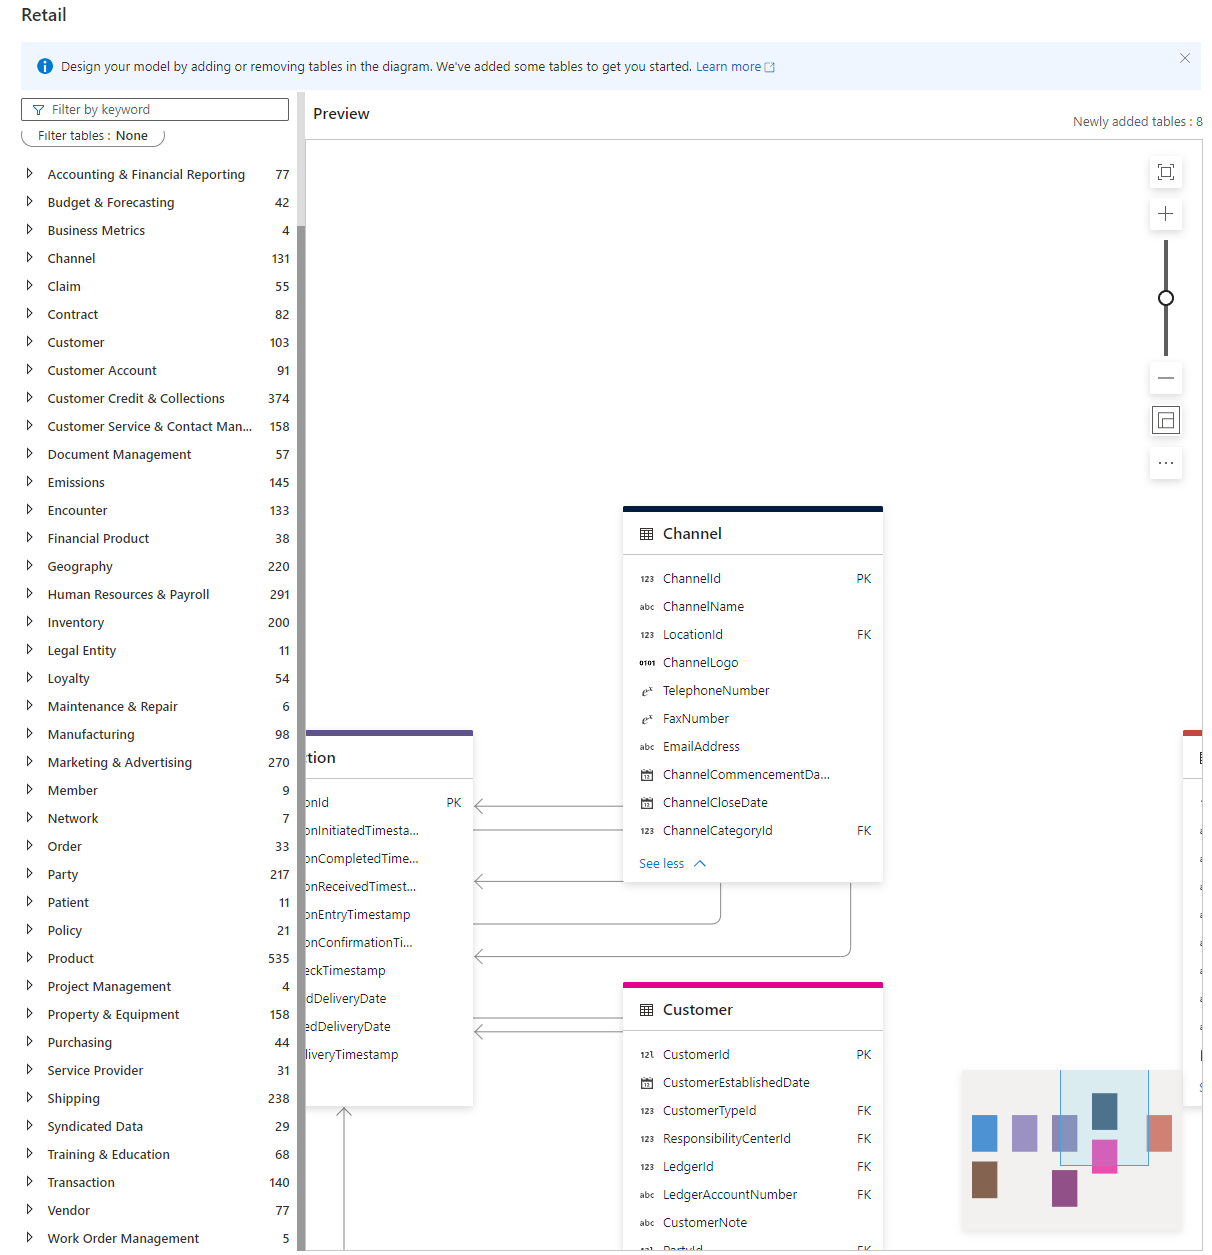 Retail
Design your model by adding or removing tables in the diagram. We've added some tables to get you started. Learn more
Filter by keyword
Filter tables : None
Accounting & Financial Reporting 77
Budget & Forecasting 42
Business Metrics 4
Channel 131
Claim 55
Contract 82
Customer 103
Customer Account 91
Customer Credit & Collections 374
Customer Service & Contact Man... 158
Document Management 57
Emissions 145
Encounter 133
Financial Product 38
Geography 220
Human Resources & Payroll 291
Inventory 200
Legal Entity 11
Loyalty 54
Maintenance & Repair 6
Manufacturing 98
Marketing & Advertising 270
Member 9
Network 7
Order 33
Party 217
Patient 11
Policy 21
Product 535
Project Management 4
Property & Equipment 158
Purchasing 44
Service Provider 31
Shipping 238
Syndicated Data 29
Training & Education 68
Transaction 140
Vendor 77
Work Order Management 5
Preview
Newly added tables : 8
tion
onId PK
onInitiatedTimesta...
onCompletedTime...
onReceivedTimest...
onEntryTimestamp
onConfirmationTi...
eckTimestamp
dDeliveryDate
edDeliveryDate
liveryTimestamp
Channel
123 ChannelId PK
abc ChannelName
123 LocationId FK
0101 ChannelLogo
eˣ TelephoneNumber
eˣ FaxNumber
abc EmailAddress
ChannelCommencementDa...
ChannelCloseDate
123 ChannelCategoryId FK
See less
Customer
12L CustomerId PK
CustomerEstablishedDate
123 CustomerTypeId FK
123 ResponsibilityCenterId FK
123 LedgerId FK
abc LedgerAccountNumber FK
abc CustomerNote
12L PartyId FK